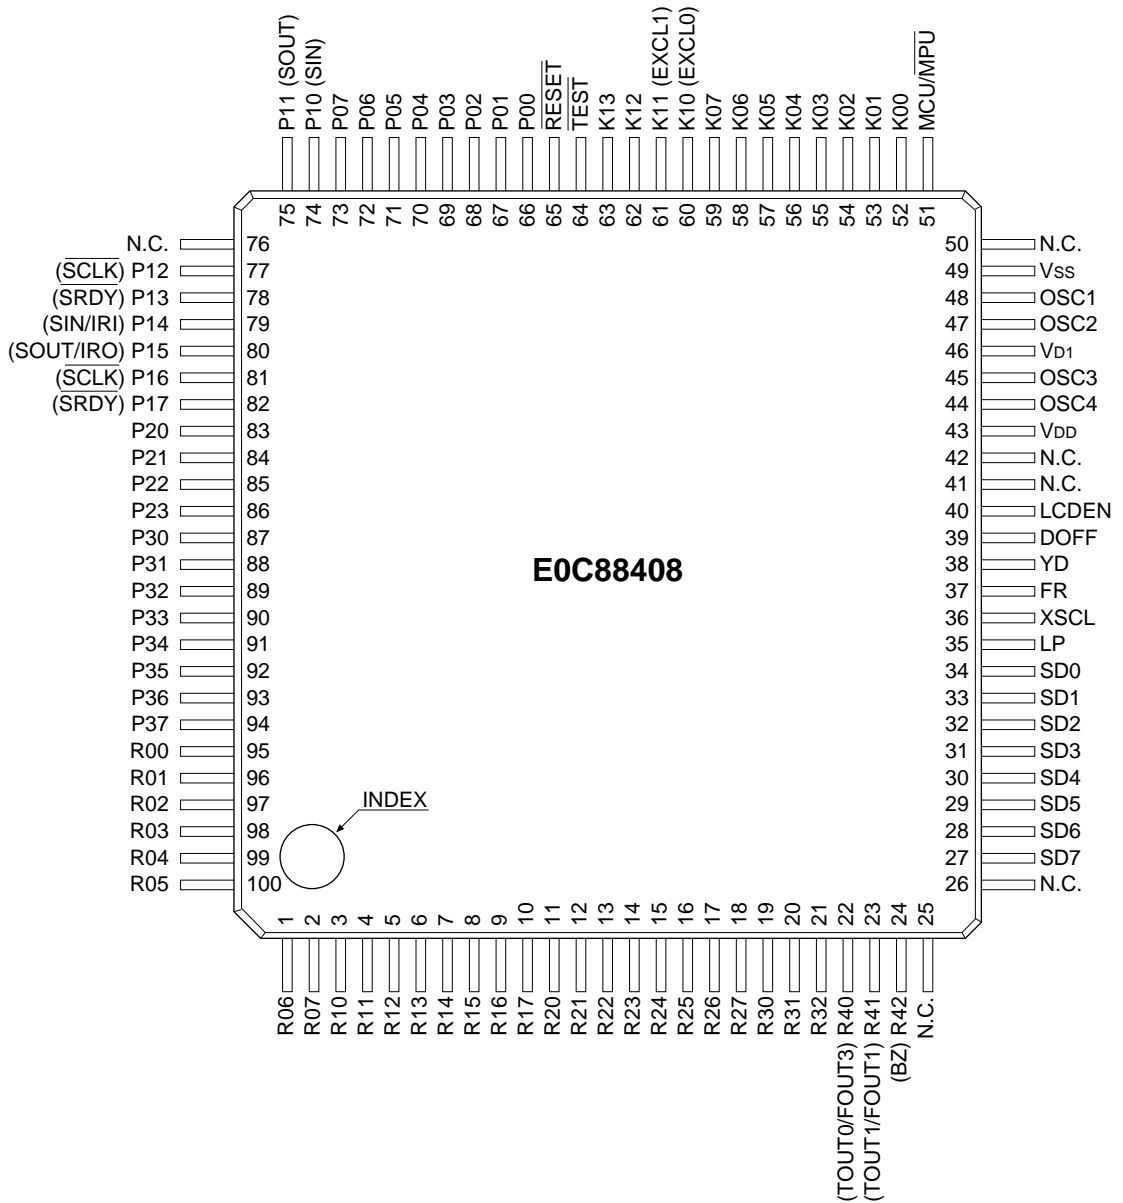 P11 (SOUT)
P10 (SIN)
P07
P06
P05
P04
P03
P02
P01
P00
RESET
TEST
K13
K12
K11 (EXCL1)
K10 (EXCL0)
K07
K06
K05
K04
K03
K02
K01
K00
MCU/MPU
75
74
73
72
71
70
69
68
67
66
65
64
63
62
61
60
59
58
57
56
55
54
53
52
51
N.C. 76
(SCLK) P12 77
(SRDY) P13 78
(SIN/IRI) P14 79
(SOUT/IRO) P15 80
(SCLK) P16 81
(SRDY) P17 82
P20 83
P21 84
P22 85
P23 86
P30 87
P31 88
P32 89
P33 90
P34 91
P35 92
P36 93
P37 94
R00 95
R01 96
R02 97
R03 98
R04 99
R05 100
E0C88408
INDEX
50 N.C.
49 VSS
48 OSC1
47 OSC2
46 VD1
45 OSC3
44 OSC4
43 VDD
42 N.C.
41 N.C.
40 LCDEN
39 DOFF
38 YD
37 FR
36 XSCL
35 LP
34 SD0
33 SD1
32 SD2
31 SD3
30 SD4
29 SD5
28 SD6
27 SD7
26 N.C.
1
2
3
4
5
6
7
8
9
10
11
12
13
14
15
16
17
18
19
20
21
22
23
24
25
R06
R07
R10
R11
R12
R13
R14
R15
R16
R17
R20
R21
R22
R23
R24
R25
R26
R27
R30
R31
R32
(TOUT0/FOUT3) R40
(TOUT1/FOUT1) R41
(BZ) R42
N.C.